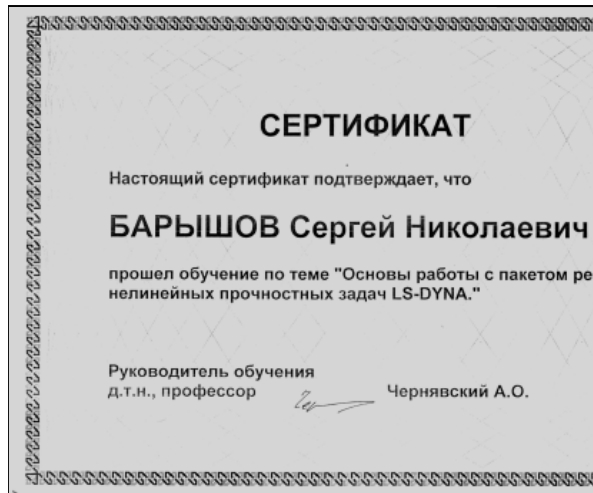 СЕРТИФИКАТ
Настоящий сертификат подтверждает, что
БАРЫШОВ Сергей Николаевич
прошел обучение по теме "Основы работы с пакетом ре
нелинейных прочностных задач LS-DYNA."
Руководитель обучения
д.т.н., профессор Чернявский А.О.